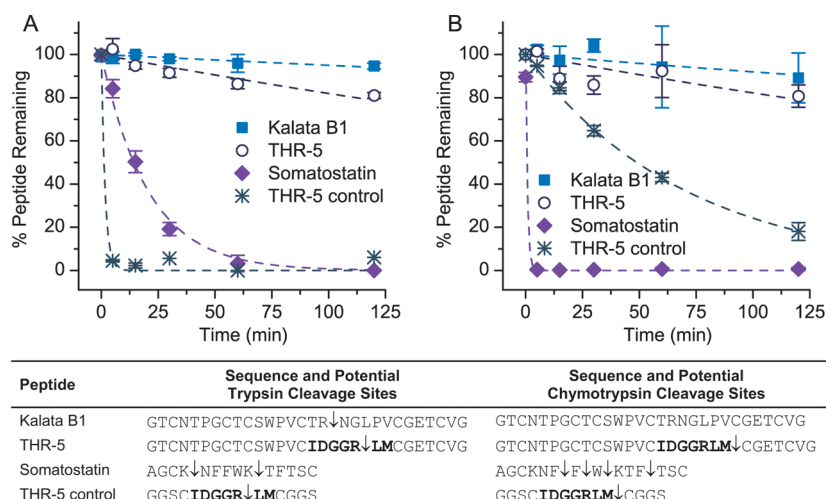 A
B
100
80
60
40
20
0
% Peptide Remaining
Kalata B1
THR-5
Somatostatin
THR-5 control
0 25 50 75 100 125
Time (min)
100
80
60
40
20
0
% Peptide Remaining
Kalata B1
THR-5
Somatostatin
THR-5 control
0 25 50 75 100 125
Time (min)
Peptide Sequence and Potential Trypsin Cleavage Sites Sequence and Potential Chymotrypsin Cleavage Sites
Kalata B1 GTCNTPGCTCSWPVCTR↓NGLPVCGETCVG GTCNTPGCTCSWPVCTRNGLPVCGETCVG
THR-5 GTCNTPGCTCSWPVCIDGGR↓LMCGETCVG GTCNTPGCTCSWPVCIDGGRLM↓CGETCVG
Somatostatin AGCK↓NFFWK↓TFTSC AGCKNF↓F↓W↓KTF↓TSC
THR-5 control GGSCIDGGR↓LMCGGS GGSCIDGGRLM↓CGGS